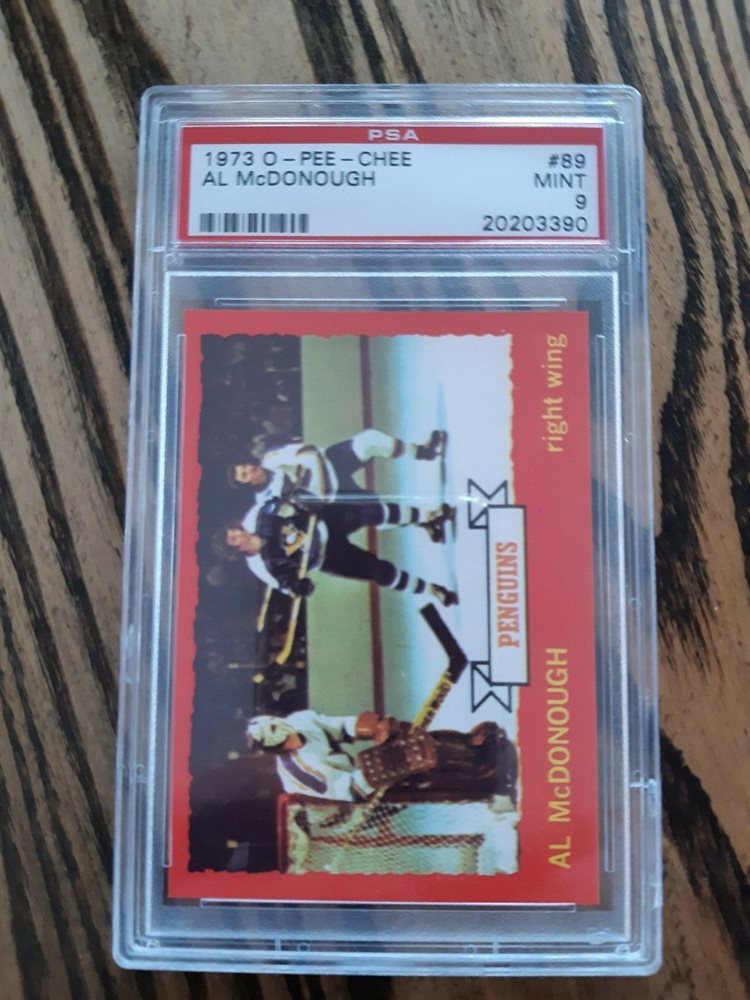 PSA
1973 O-PEE-CHEE #89
AL McDONOUGH MINT
9
20203390
right wing
PENGUINS
AL McDONOUGH